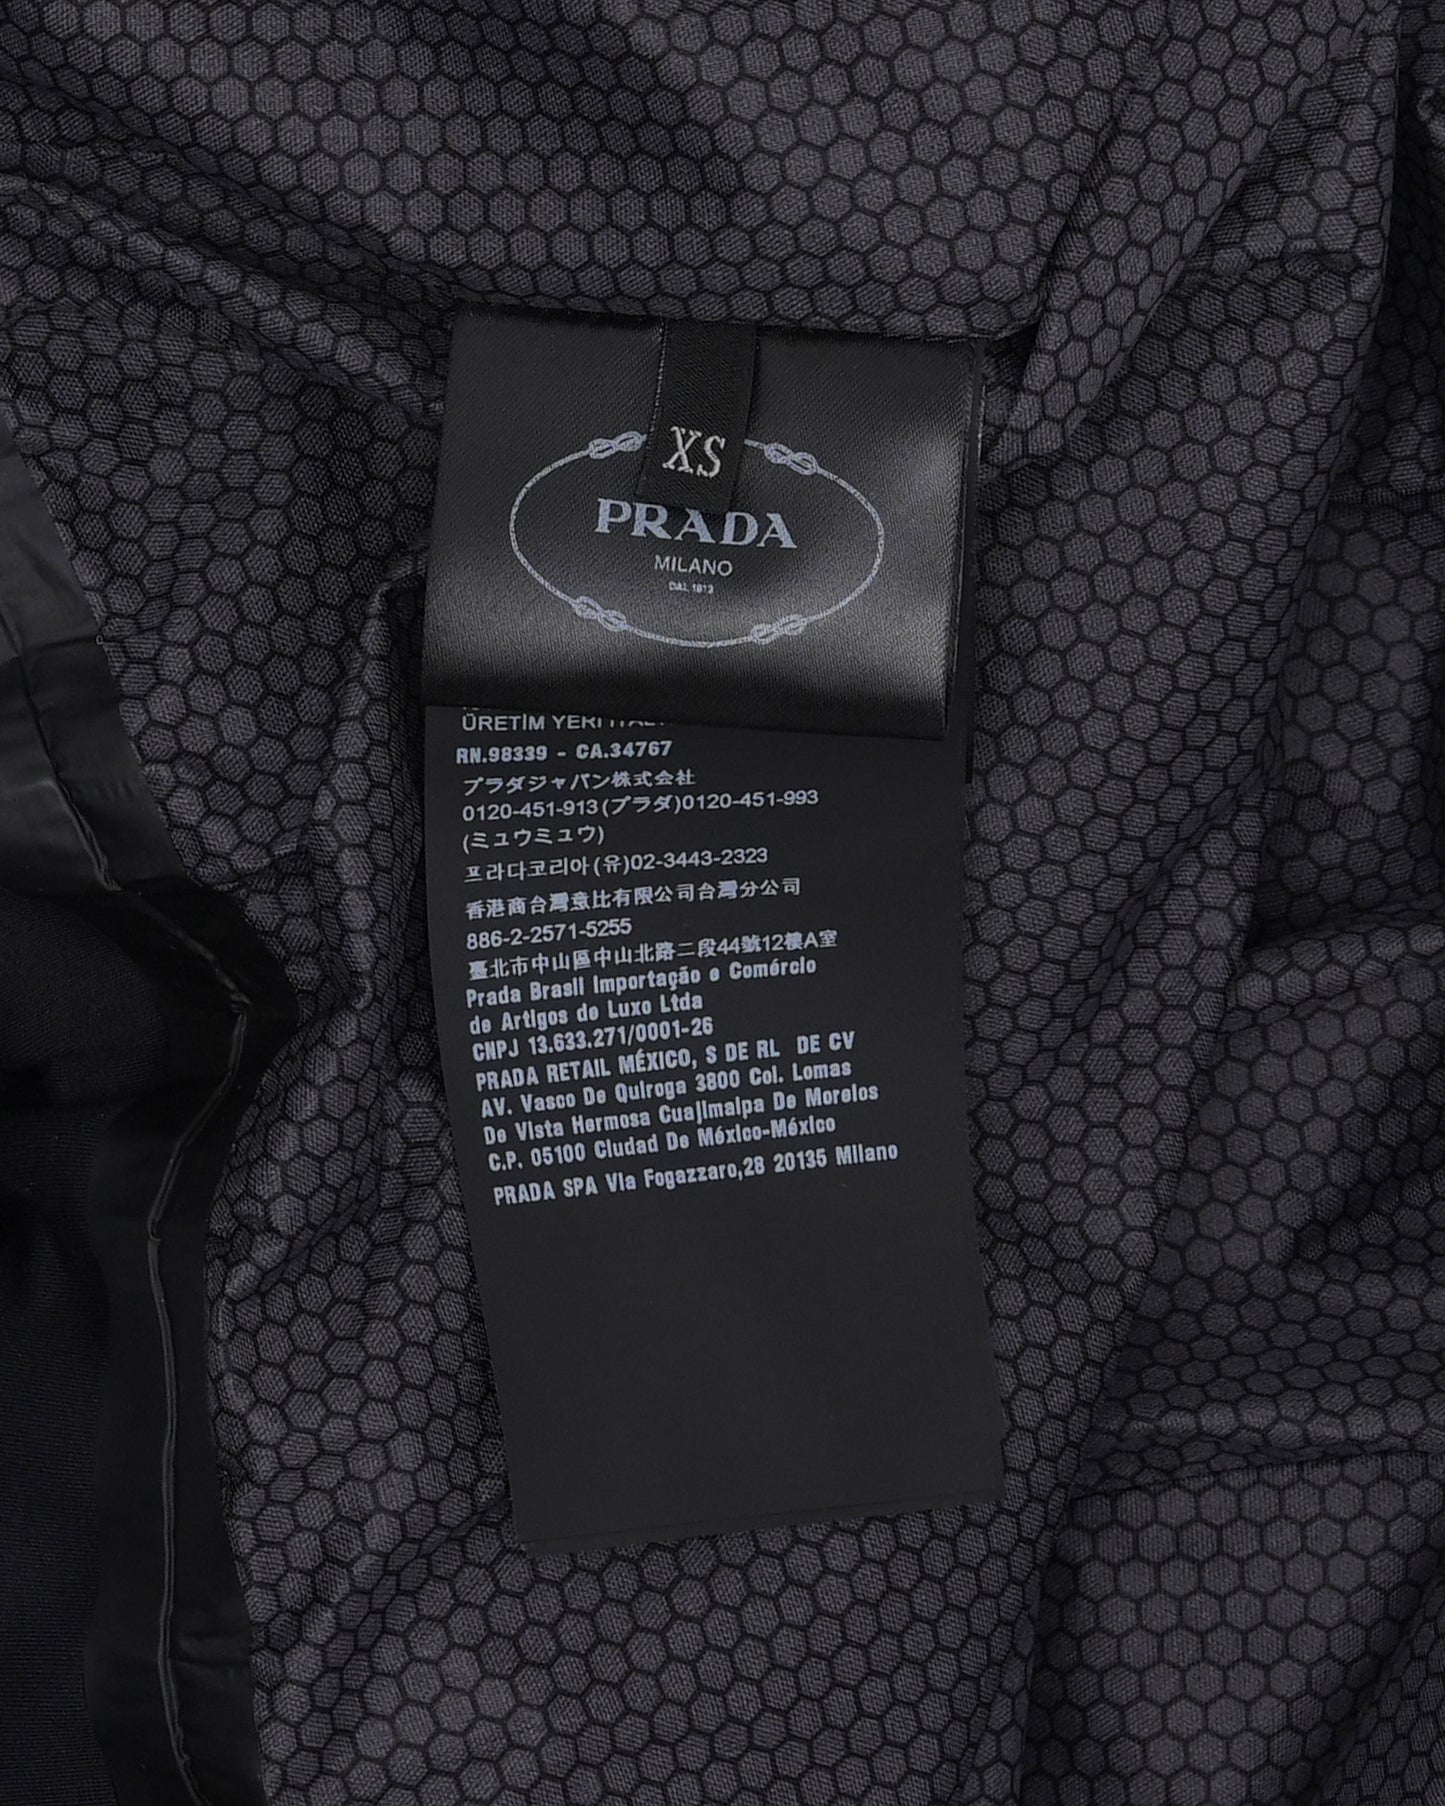 XS
PRADA
MILANO
DAL 1913
ÜRETİM YERİ İTAL
RN.98339 - CA.34767
プラダジャパン株式会社
0120-451-913(プラダ)0120-451-993
(ミュウミュウ)
프라다코리아(유)02-3443-2323
香港商台灣意比有限公司台灣分公司
886-2-2571-5255
臺北市中山區中山北路二段44號12樓A室
Prada Brasil Importação e Comércio
de Artigos de Luxo Ltda
CNPJ 13.633.271/0001-26
PRADA RETAIL MÉXICO, S DE RL DE CV
AV. Vasco De Quiroga 3800 Col. Lomas
De Vista Hermosa Cuajimalpa De Morelos
C.P. 05100 Ciudad De México-México
PRADA SPA Via Fogazzaro,28 20135 Milano